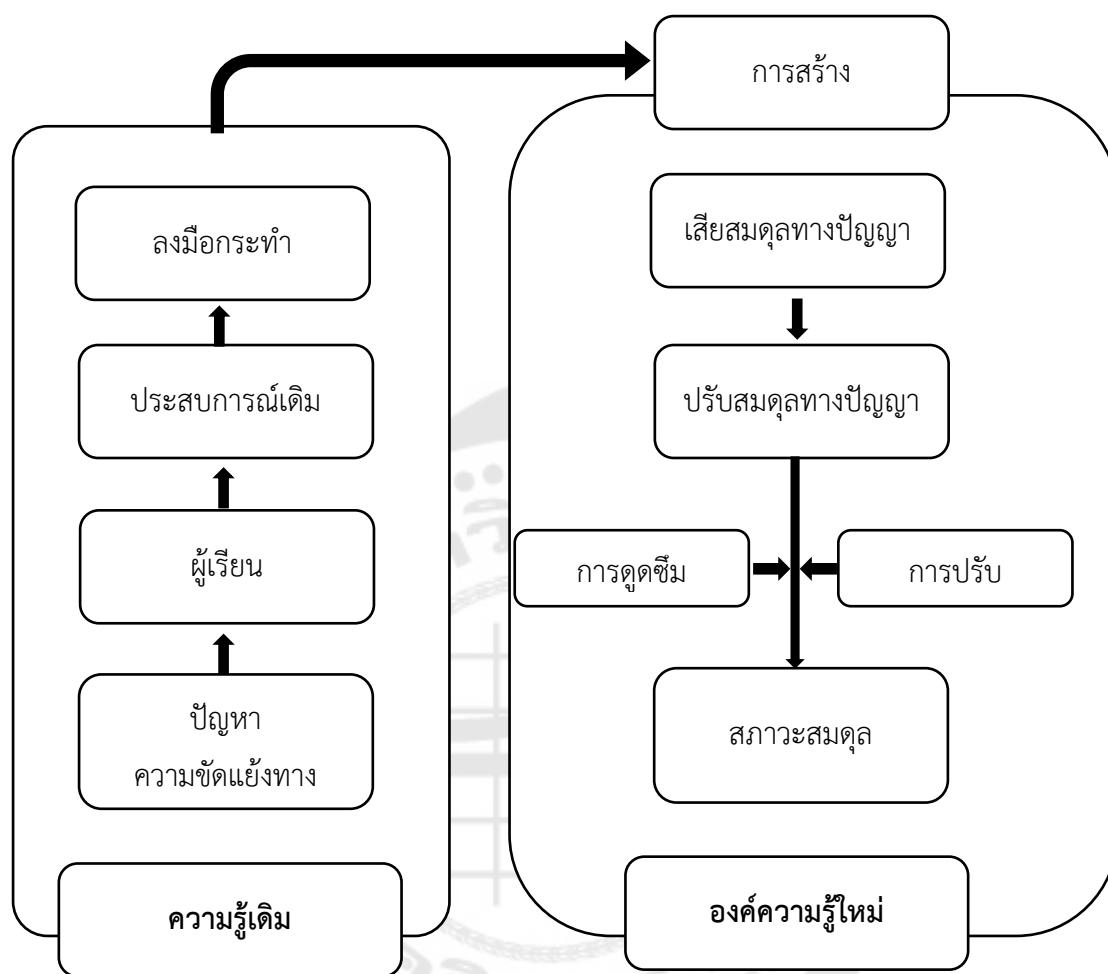 การสร้าง
ลงมือกระทำ
ประสบการณ์เดิม
ผู้เรียน
ปัญหา
ความขัดแย้งทาง
ความรู้เดิม
เสียสมดุลทางปัญญา
ปรับสมดุลทางปัญญา
การดูดซึม
การปรับ
สภาวะสมดุล
องค์ความรู้ใหม่